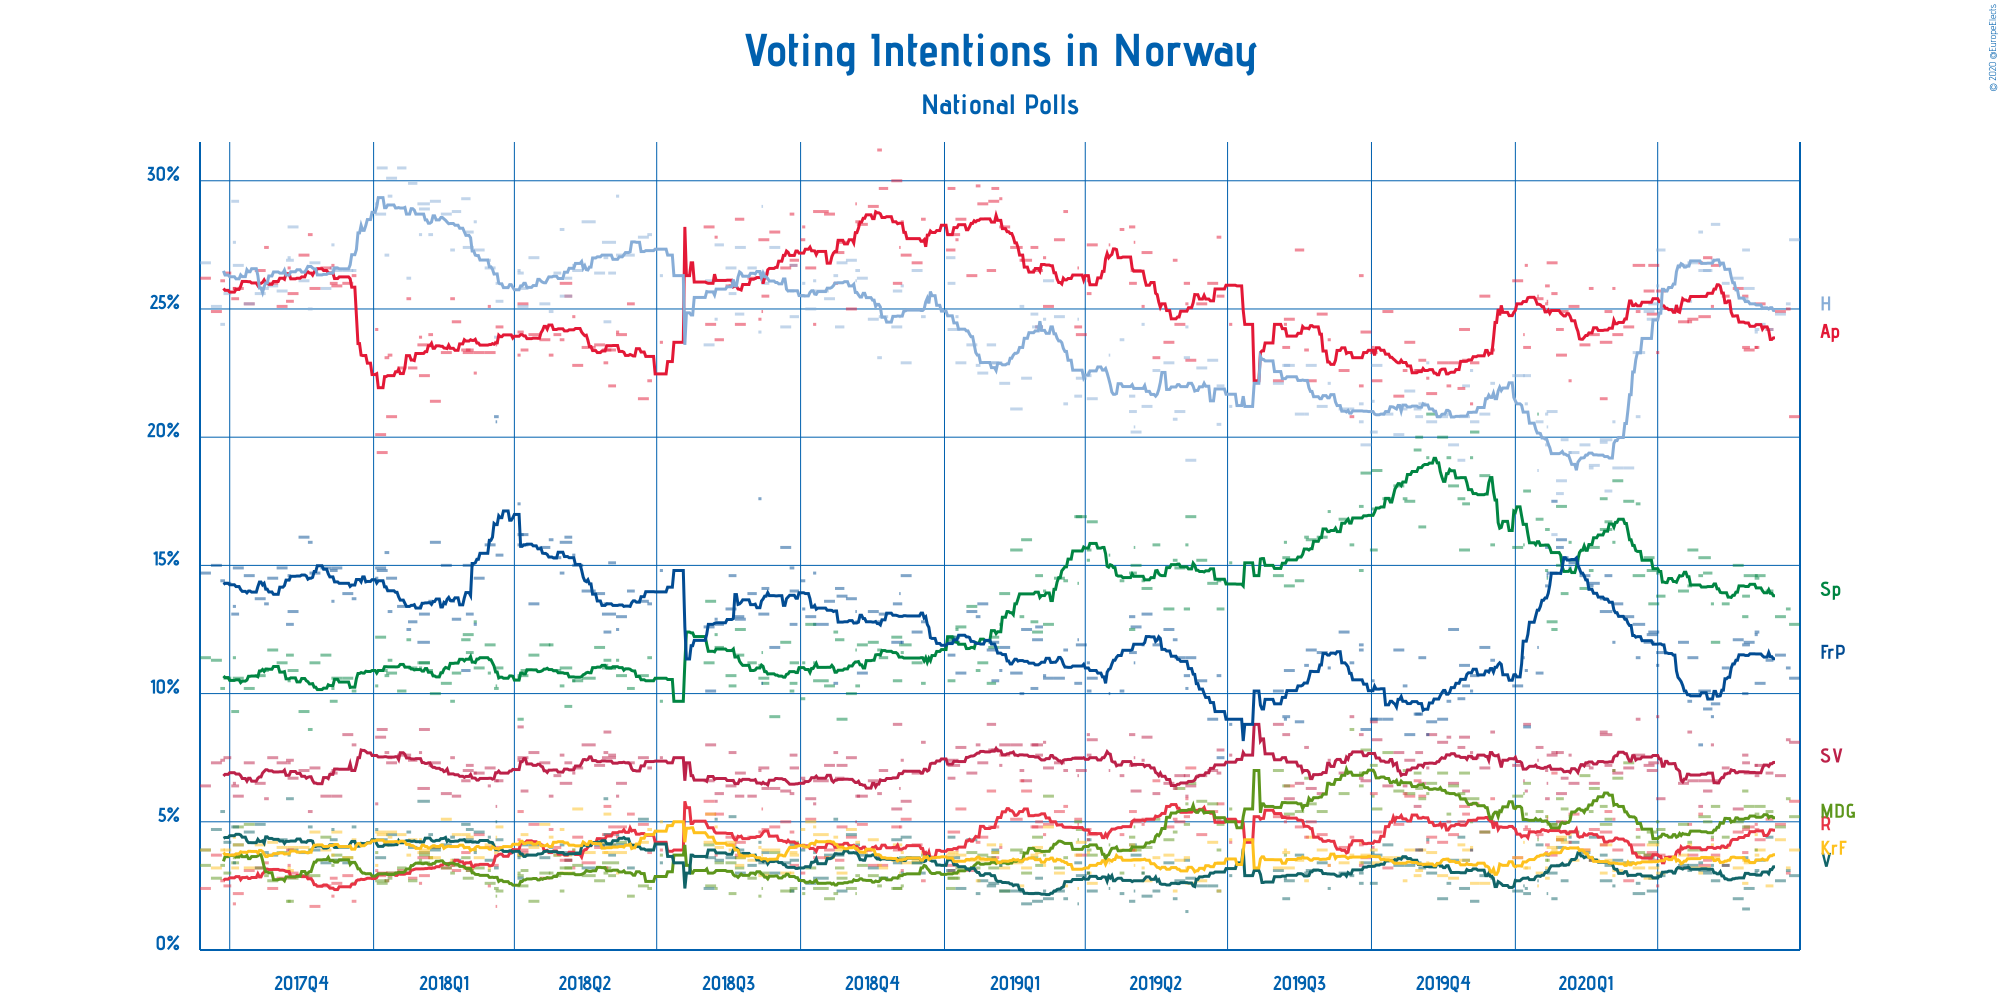 Voting Intentions in Norway
National Polls
© 2020 @EuropeElects
30%
25%
20%
15%
10%
5%
0%
H
Ap
Sp
FrP
SV
MDG
R
KrF
V
2017Q4 2018Q1 2018Q2 2018Q3 2018Q4 2019Q1 2019Q2 2019Q3 2019Q4 2020Q1